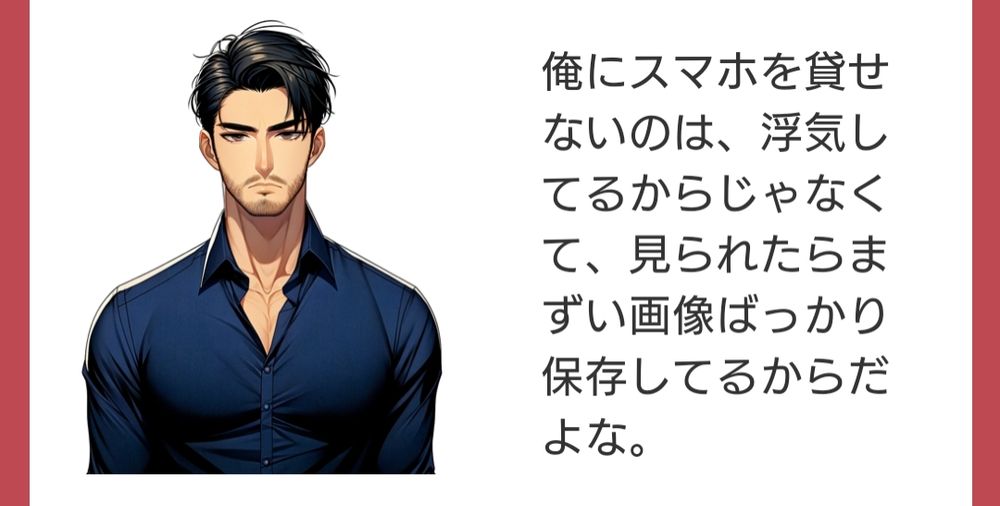 俺にスマホを貸せ
ないのは、浮気し
てるからじゃなく
て、見られたらま
ずい画像ばっかり
保存してるからだ
よな。